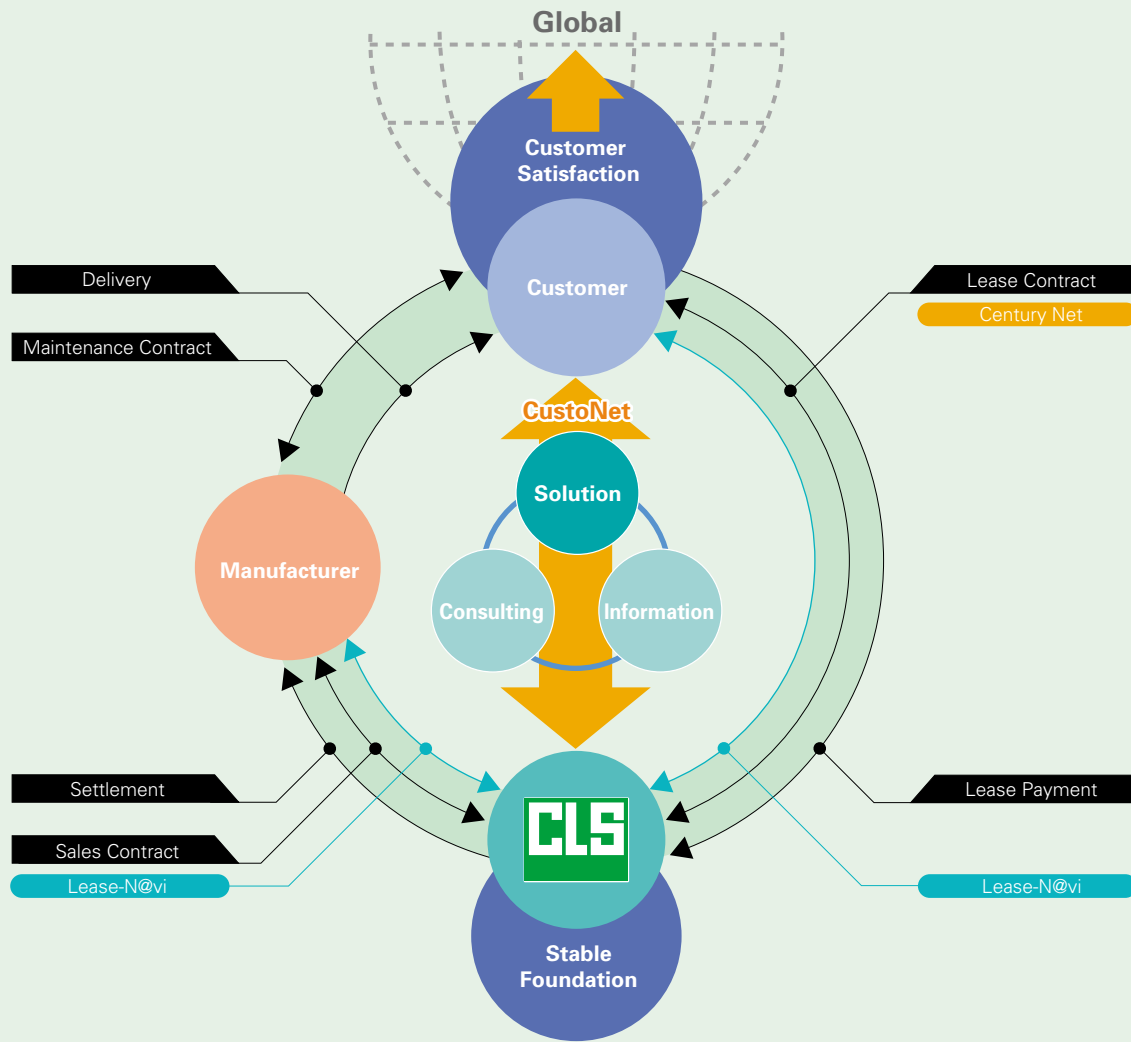 Global
Customer
Satisfaction
Customer
Delivery
Maintenance Contract
Lease Contract
Century Net
CustoNet
Solution
Consulting
Information
Manufacturer
Settlement
Sales Contract
Lease-N@vi
Lease Payment
Lease-N@vi
CLS
Stable
Foundation